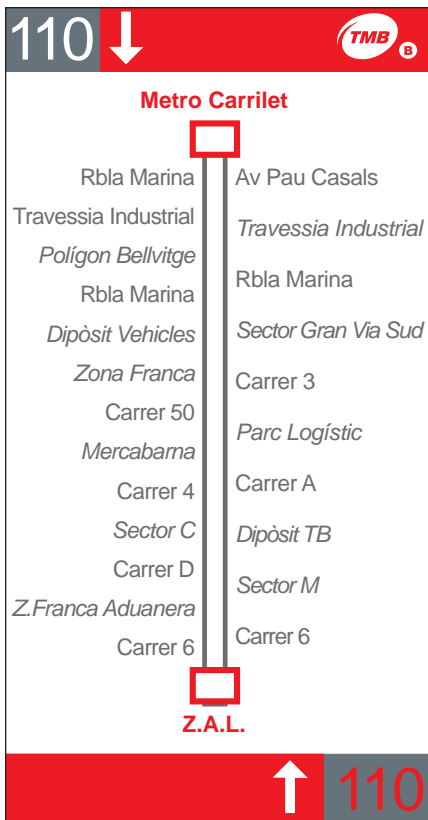 110
TMB
B
Metro Carrilet
Rbla Marina
Travessia Industrial
Polígon Bellvitge
Rbla Marina
Dipòsit Vehicles
Zona Franca
Carrer 50
Mercabarna
Carrer 4
Sector C
Carrer D
Z.Franca Aduanera
Carrer 6
Av Pau Casals
Travessia Industrial
Rbla Marina
Sector Gran Via Sud
Carrer 3
Parc Logístic
Carrer A
Dipòsit TB
Sector M
Carrer 6
Z.A.L.
110